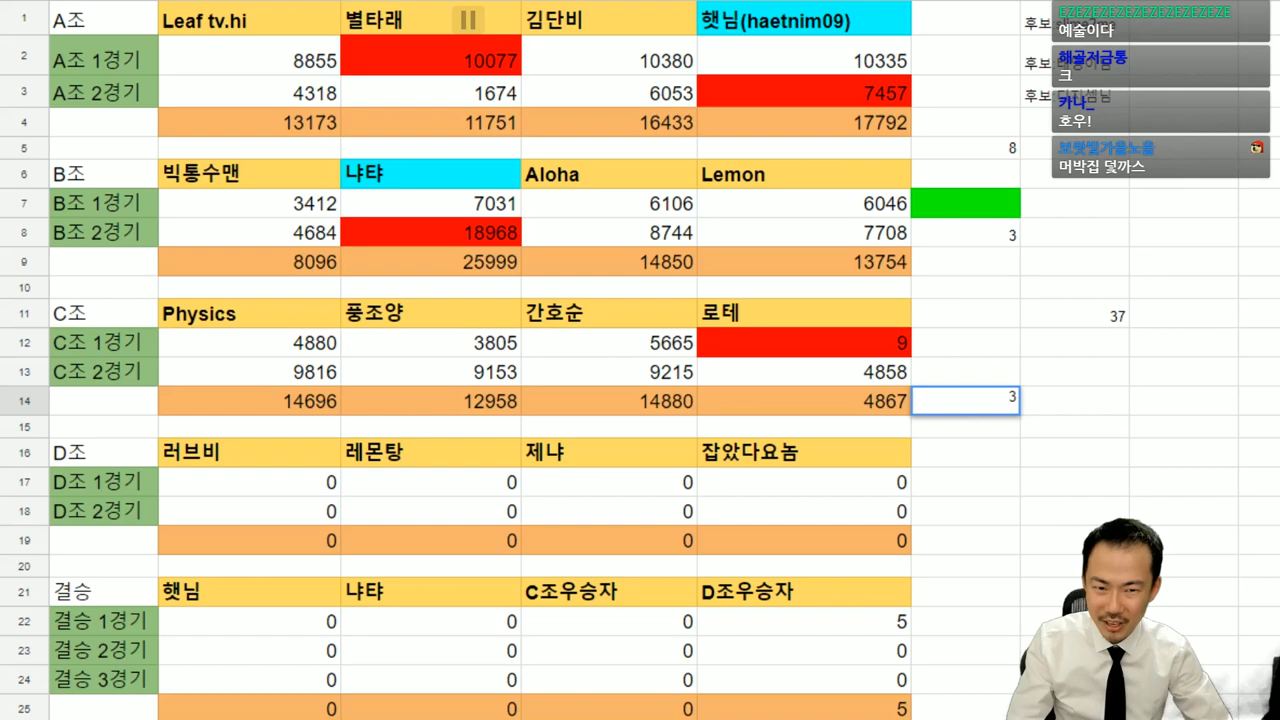 1 A조 Leaf tv.hi 별타래 김단비 햇님(haetnim09) 후보
2 A조 1경기 8855 10077 10380 10335 후보
3 A조 2경기 4318 1674 6053 7457 후보
4 13173 11751 16433 17792
5 8
6 B조 빅통수맨 냐탸 Aloha Lemon
7 B조 1경기 3412 7031 6106 6046
8 B조 2경기 4684 18968 8744 7708 3
9 8096 25999 14850 13754
10
11 C조 Physics 풍조양 간호순 로테 37
12 C조 1경기 4880 3805 5665 9
13 C조 2경기 9816 9153 9215 4858
14 14696 12958 14880 4867 3
15
16 D조 러브비 레몬탕 제냐 잡았다요놈
17 D조 1경기 0 0 0 0
18 D조 2경기 0 0 0 0
19 0 0 0 0
20
21 결승 햇님 냐탸 C조우승자 D조우승자
22 결승 1경기 0 0 0 5
23 결승 2경기 0 0 0 0
24 결승 3경기 0 0 0 0
25 0 0 0 5
EZEZEZEZEZEZEZEZEZEZE
예술이다
해골저금통
크
카나_
호우!
머박집 덫까스